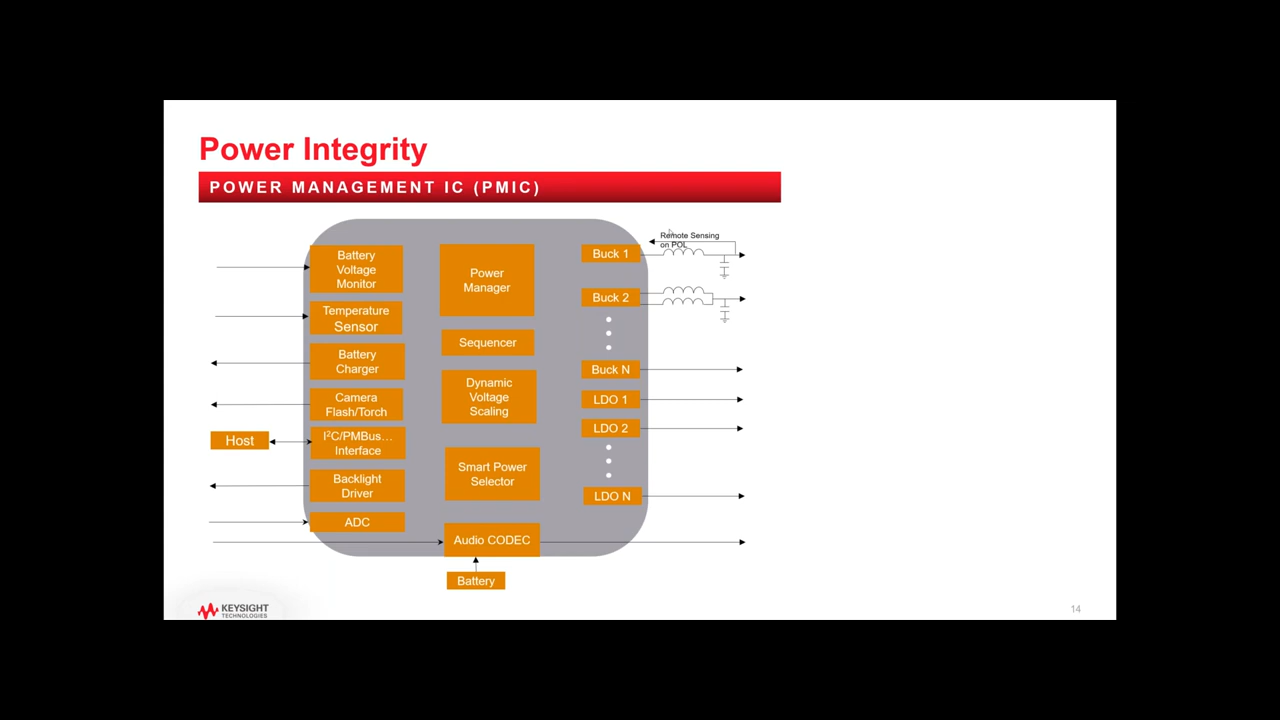 Power Integrity
POWER MANAGEMENT IC (PMIC)
Battery
Voltage
Monitor
Temperature
Sensor
Battery
Charger
Camera
Flash/Torch
Host
I²C/PMBus...
Interface
Backlight
Driver
ADC
Power
Manager
Sequencer
Dynamic
Voltage
Scaling
Smart Power
Selector
Audio CODEC
Battery
Remote Sensing
on POL
Buck 1
Buck 2
Buck N
LDO 1
LDO 2
LDO N
KEYSIGHT
TECHNOLOGIES
14